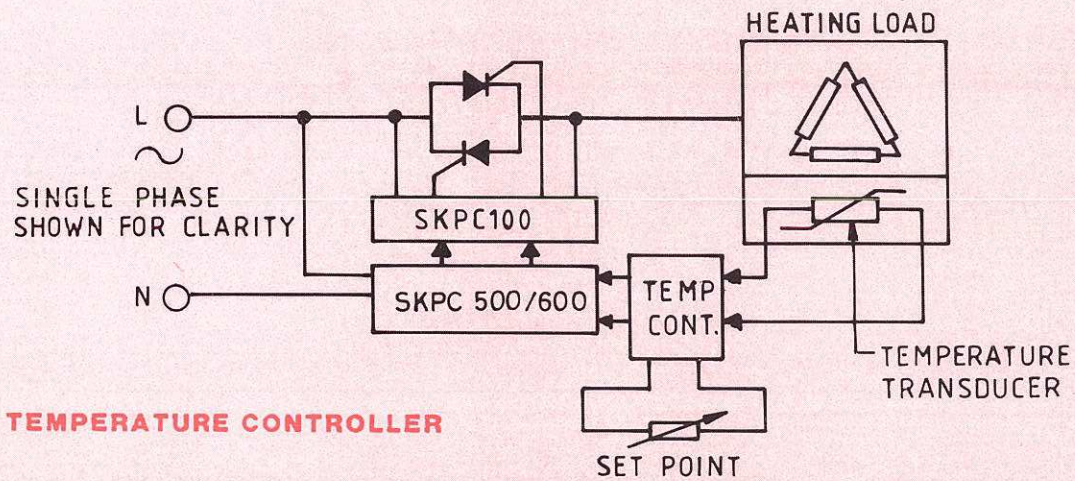 HEATING LOAD
L
SINGLE PHASE
SHOWN FOR CLARITY
SKPC100
N
SKPC 500/600
TEMP
CONT.
TEMPERATURE
TRANSDUCER
TEMPERATURE CONTROLLER
SET POINT